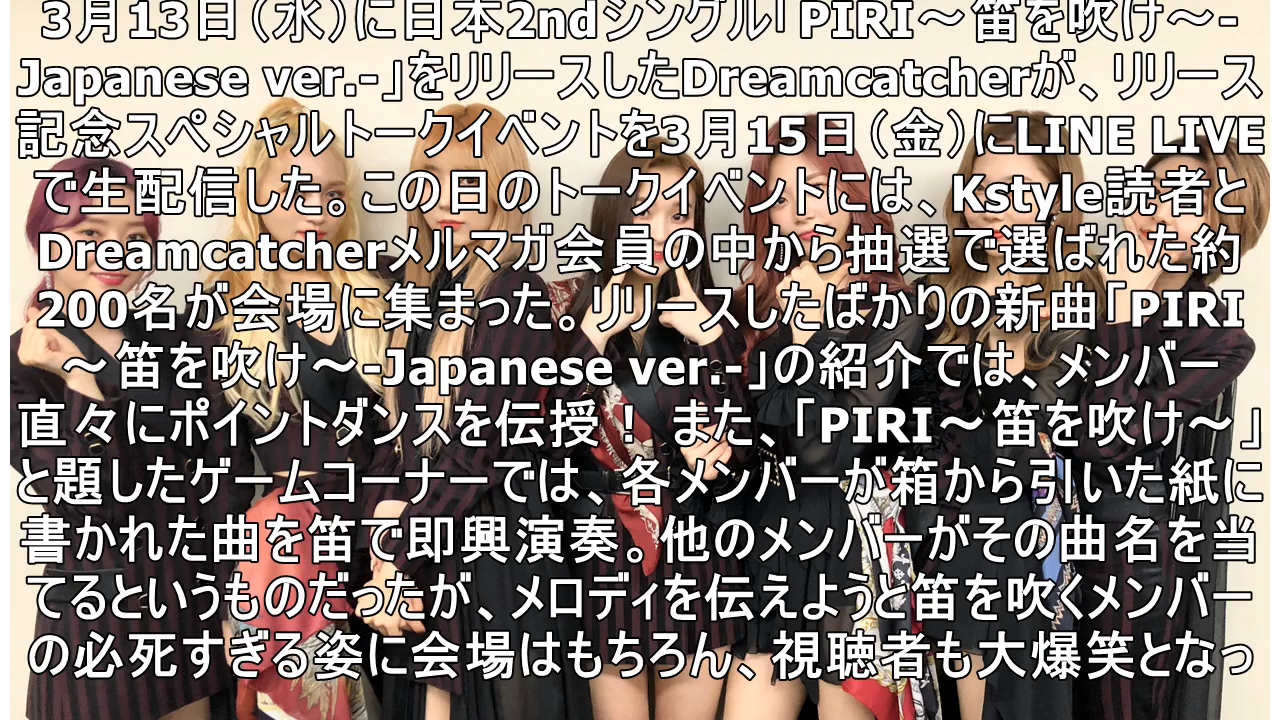 3月13日（水）に日本2ndシングル「PIRI～笛を吹け～-
Japanese ver.-」をリリースしたDreamcatcherが、リリース
記念スペシャルトークイベントを3月15日（金）にLINE LIVE
で生配信した。この日のトークイベントには、Kstyle読者と
Dreamcatcherメルマガ会員の中から抽選で選ばれた約
200名が会場に集まった。リリースしたばかりの新曲「PIRI
～笛を吹け～-Japanese ver.-」の紹介では、メンバー
直々にポイントダンスを伝授！ また、「PIRI～笛を吹け～」
と題したゲームコーナーでは、各メンバーが箱から引いた紙に
書かれた曲を笛で即興演奏。他のメンバーがその曲名を当
てるというものだったが、メロディを伝えようと笛を吹くメンバー
の必死すぎる姿に会場はもちろん、視聴者も大爆笑となっ